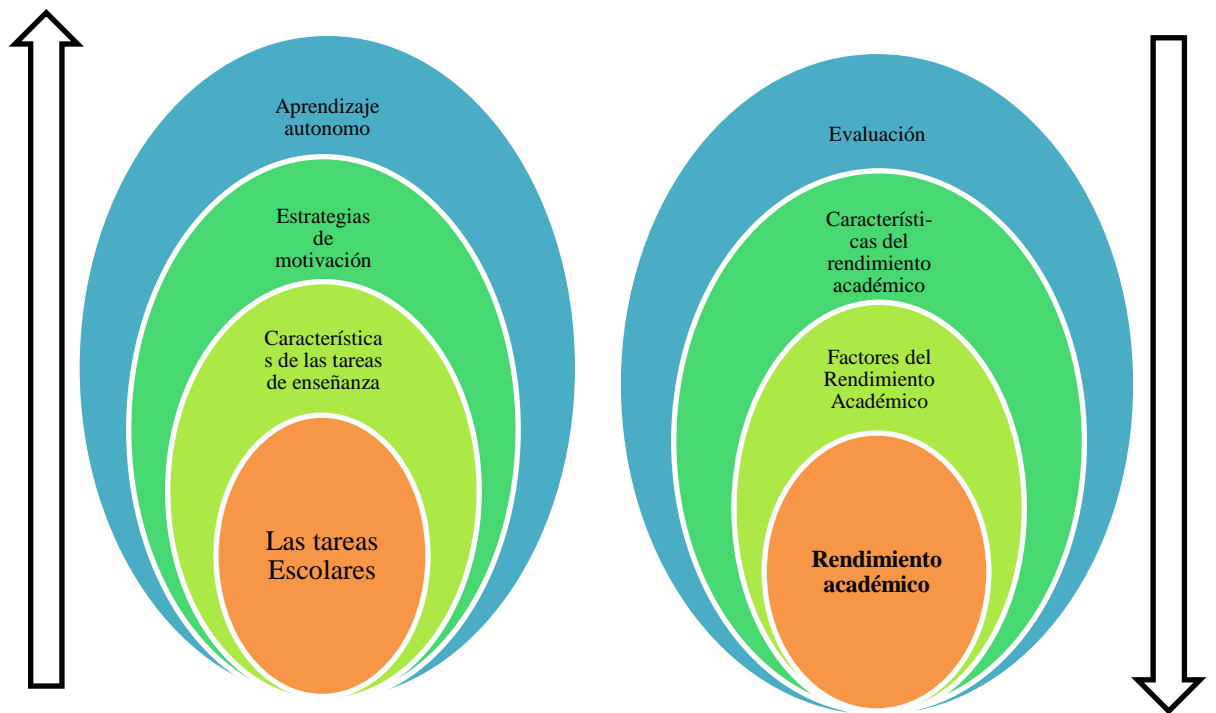 Aprendizaje
autonomo
Estrategias
de
motivación
Característica
s de las tareas
de enseñanza
Las tareas
Escolares
Evaluación
Característi-
cas del
rendimiento
académico
Factores del
Rendimiento
Académico
Rendimiento
académico